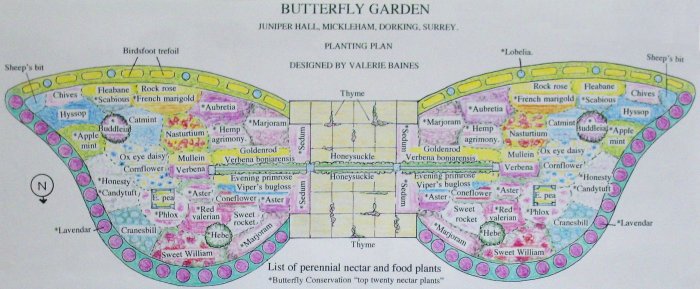 BUTTERFLY GARDEN
JUNIPER HALL, MICKLEHAM, DORKING, SURREY.
PLANTING PLAN
DESIGNED BY VALERIE BAINES
Birdsfoot trefoil
Sheep's bit
Chives
Hyssop
*Apple
mint
Buddleia
Heabane
*Scabious
Rock rose
*French marigold
Catmint
Nasturtium
*Aubretia
*Hemp
agrimony.
*Marjoram
Ox eye daisy
Mullein
Goldenrod
Verbena bonariensis
Cornflower
Verbena
*Honesty
*Candytuft
Evening primrose
Viper's bugloss
*Aster
Coneflower
*Aster
E. pea
*Phlox
*Red
valerian
Sweet
rocket
*Lavendar
Cranesbill
Hebe
*Marjoram
Sweet William
N
Thyme
*Sedum
*Sedum
Honeysuckle
Honeysuckle
*Sedum
*Sedum
Thyme
*Lobelia.
Sheep's bit
Rock rose
*French marigold
Heabane
*Scabious
Chives
Hyssop
*Aubretia
*Marjoram
*Hemp
agrimony.
Nasturtium
Catmint
Buddleia
*Apple
mint
Goldenrod
Verbena bonariensis
Mullein
Ox eye daisy
Verbena
Cornflower
*Honesty
*Candytuft
Evening primrose
Viper's bugloss
*Aster
Coneflower
*Aster
E. pea
*Phlox
*Red
valerian
Sweet
rocket
*Lavendar
Cranesbill
Hebe
*Marjoram
Sweet William
List of perennial nectar and food plants
*Butterfly Conservation "top twenty nectar plants"